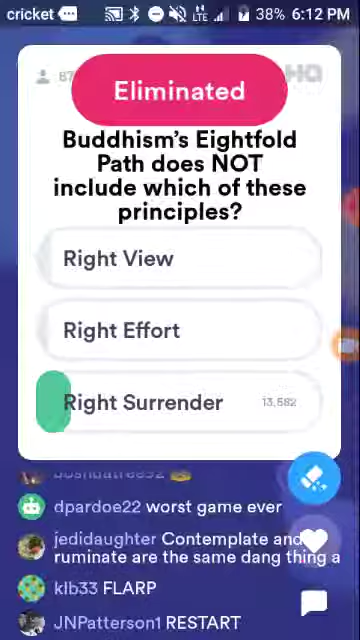 cricket LTE 38% 6:12 PM
Eliminated
HQ
Buddhism's Eightfold
Path does NOT
include which of these
principles?
Right View
Right Effort
Right Surrender 13,582
dpardoe22 worst game ever
jedidaughter Contemplate and
ruminate are the same dang thing a
klb33 FLARP
JNPatterson1 RESTART